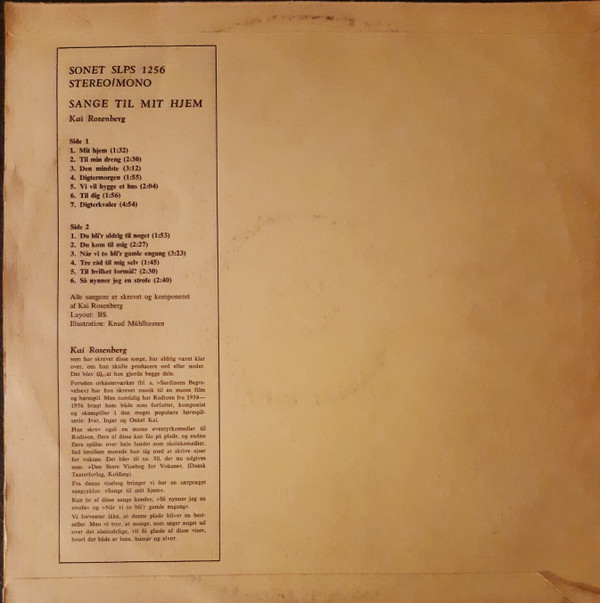 SONET SLPS 1256
STEREO/MONO
SANGE TIL MIT HJEM
Kai Rosenberg
Side 1
1. Mit hjem (1:32)
2. Til min dreng (2:30)
3. Den mindste (3:12)
4. Digtermorgen (1:55)
5. Vi vil bygge et hus (2:04)
6. Til dig (1:56)
7. Digterkvaler (4:54)
Side 2
1. Du bli'r aldrig til noget (1:53)
2. Du kom til mig (2:27)
3. Når vi to bli'r gamle engang (3:23)
4. Tre råd til mig selv (1:45)
5. Til hvilket formål? (2:30)
6. Så nynner jeg en strofe (2:40)
Alle sangene er skrevet og komponeret
af Kai Rosenberg
Layout: BS.
Illustration: Knud Mühlhausen
Kai Rosenberg
som har skrevet disse sange, har aldrig været klar
over, om han skulle producere ord eller noder.
Det blev til, at han gjorde begge dele.
Foruden orkesterværker (bl. a. »Sardinens Begra-
velse«) har han skrevet musik til en masse film
og hørespil. Men samtidig har Radioen fra 1938—
1956 brugt ham både som forfatter, komponist
og skuespiller i den meget populære hørespil-
serie: Ivar, Ingar og Onkel Kai.
Han skrev også en masse eventyrkomedier til
Radioen, flere af disse kan fås på plade, og endnu
flere spilles over hele landet som skolekomedier.
Ind imellem morede han sig med at skrive viser
for voksne. Det blev til ca. 50, der nu udgives
som »Den Store Visebog for Voksne«. (Dansk
Teaterforlag, Kolding).
Fra denne visebog bringer vi her en særpræget
sangcyklus: »Sange til mit hjem«.
Kun to af disse sange kendes, »Så nynner jeg en
strofe« og »Når vi to bli'r gamle engang«.
Vi forventer ikke, at denne plade bliver en best-
seller. Men vi tror, at mange, som søger noget ud
over det almindelige, vil få glæde af disse viser,
hvori der både er lune, humør og alvor.